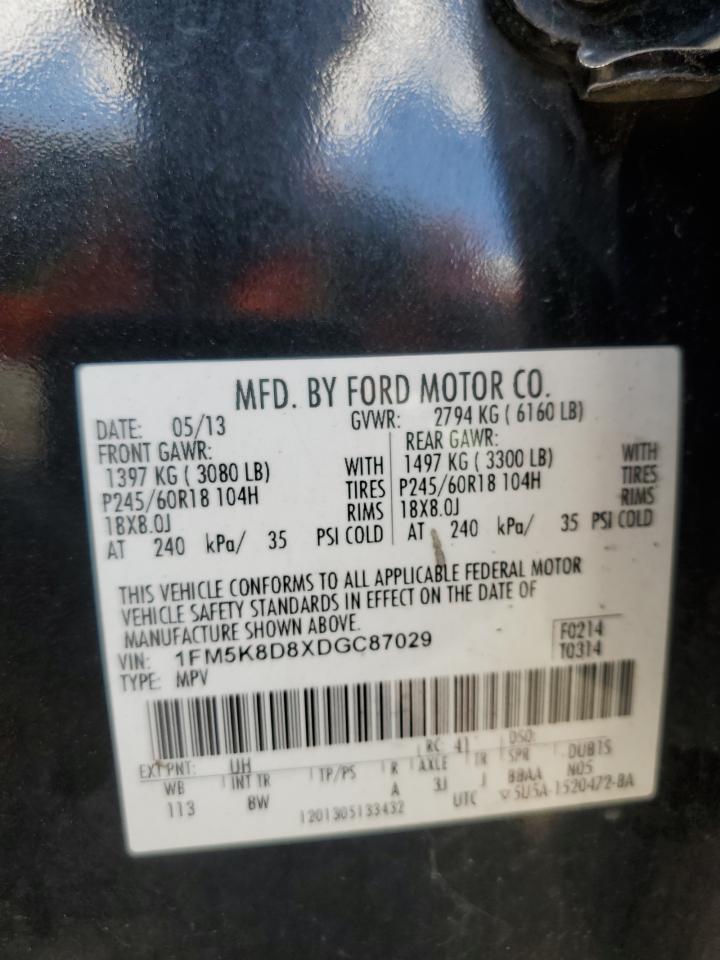 MFD. BY FORD MOTOR CO.
DATE: 05/13 GVWR: 2794 KG ( 6160 LB)
FRONT GAWR: REAR GAWR:
1397 KG ( 3080 LB) WITH 1497 KG ( 3300 LB) WITH
P245/60R18 104H TIRES P245/60R18 104H TIRES
18X8.0J RIMS 18X8.0J RIMS
AT 240 kPa/ 35 PSI COLD AT 240 kPa/ 35 PSI COLD
THIS VEHICLE CONFORMS TO ALL APPLICABLE FEDERAL MOTOR
VEHICLE SAFETY STANDARDS IN EFFECT ON THE DATE OF
MANUFACTURE SHOWN ABOVE.
VIN: 1FM5K8D8XDGC87029 F0214
TYPE: MPV T0314
EXT PNT: UH RC: 41 DSO:
WB INT TR TP/PS R AXLE TR SPR DUBTS
113 BW A 3J J BBAA N05
1201305133432 UTC ▽5U5A-1520472-BA